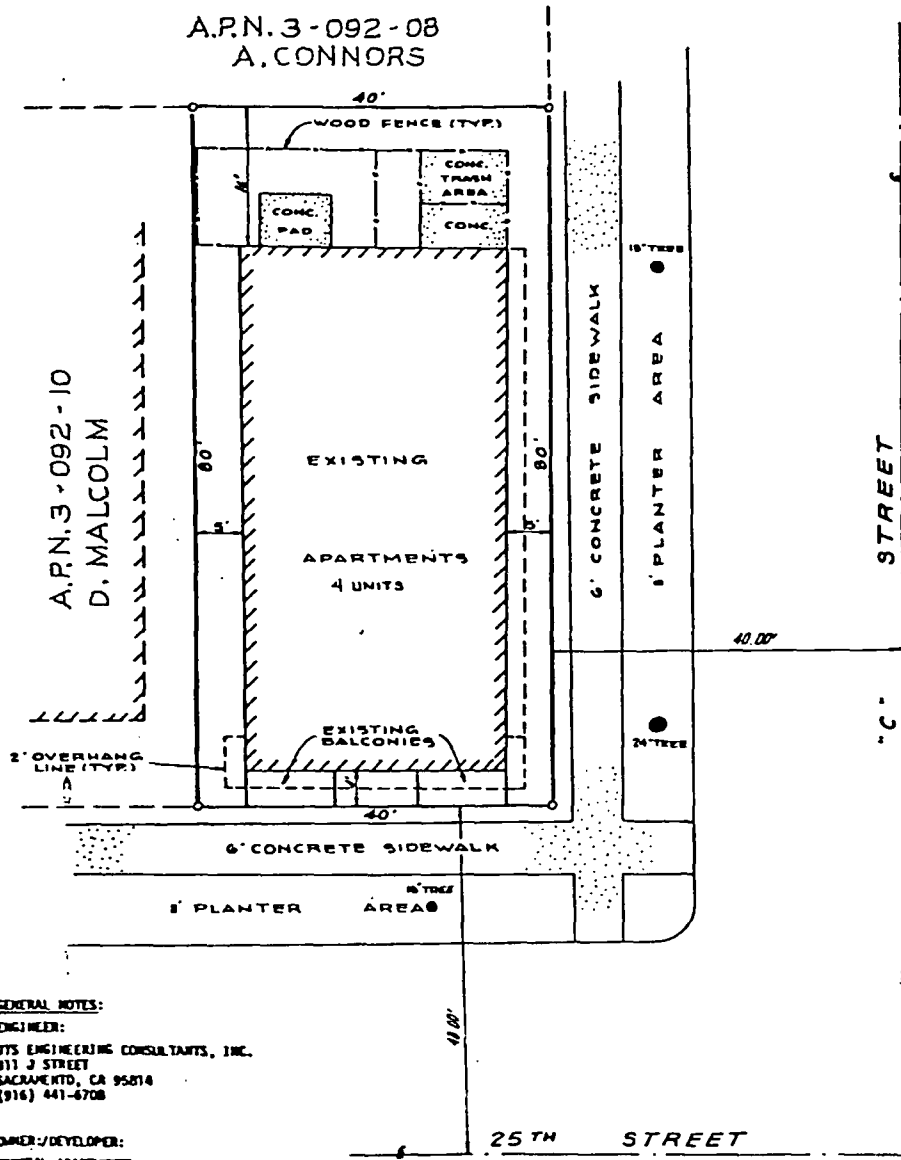 A.P.N. 3-092-08
A. CONNORS
40'
WOOD FENCE (TYP.)
CONC.
TRASH
AREA
CONC.
CONC.
PAD
18" TREE
A.P.N. 3-092-10
D. MALCOLM
80'
EXISTING
80'
6' CONCRETE SIDEWALK
PLANTER AREA
STREET
5'
5'
APARTMENTS
4 UNITS
40.00'
"C"
24" TREE
2' OVERHANG
LINE (TYP.)
EXISTING
BALCONIES
40'
6' CONCRETE SIDEWALK
PLANTER AREA
GENERAL NOTES:
ENGINEER:
ENGINEERING CONSULTANTS, INC.
J STREET
SACRAMENTO, CA 95814
(916) 441-6708
OWNER/DEVELOPER:
25TH STREET